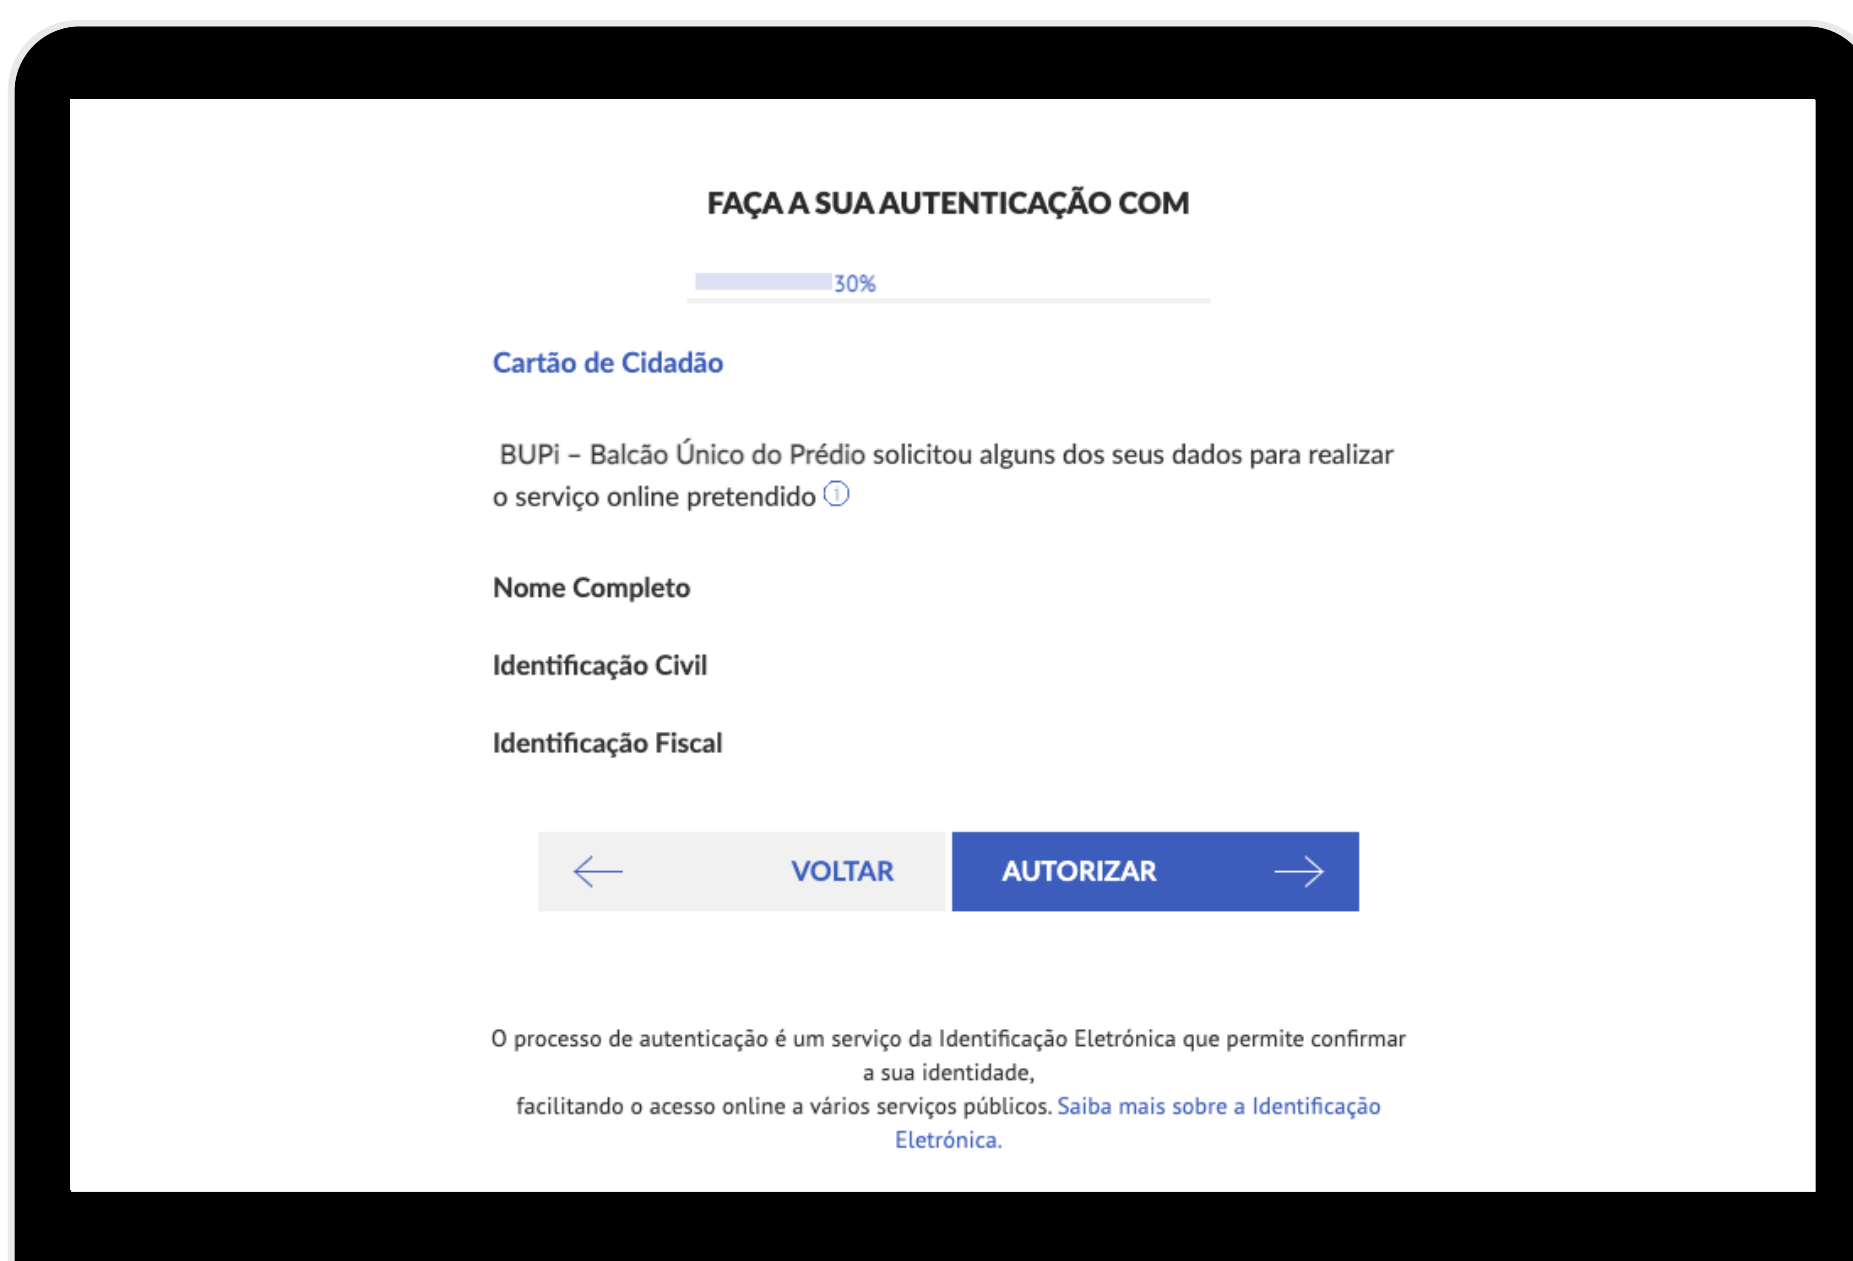 FAÇA A SUA AUTENTICAÇÃO COM
30%
Cartão de Cidadão
BUPi – Balcão Único do Prédio solicitou alguns dos seus dados para realizar
o serviço online pretendido
Nome Completo
Identificação Civil
Identificação Fiscal
VOLTAR
AUTORIZAR
O processo de autenticação é um serviço da Identificação Eletrónica que permite confirmar
a sua identidade,
facilitando o acesso online a vários serviços públicos. Saiba mais sobre a Identificação
Eletrónica.